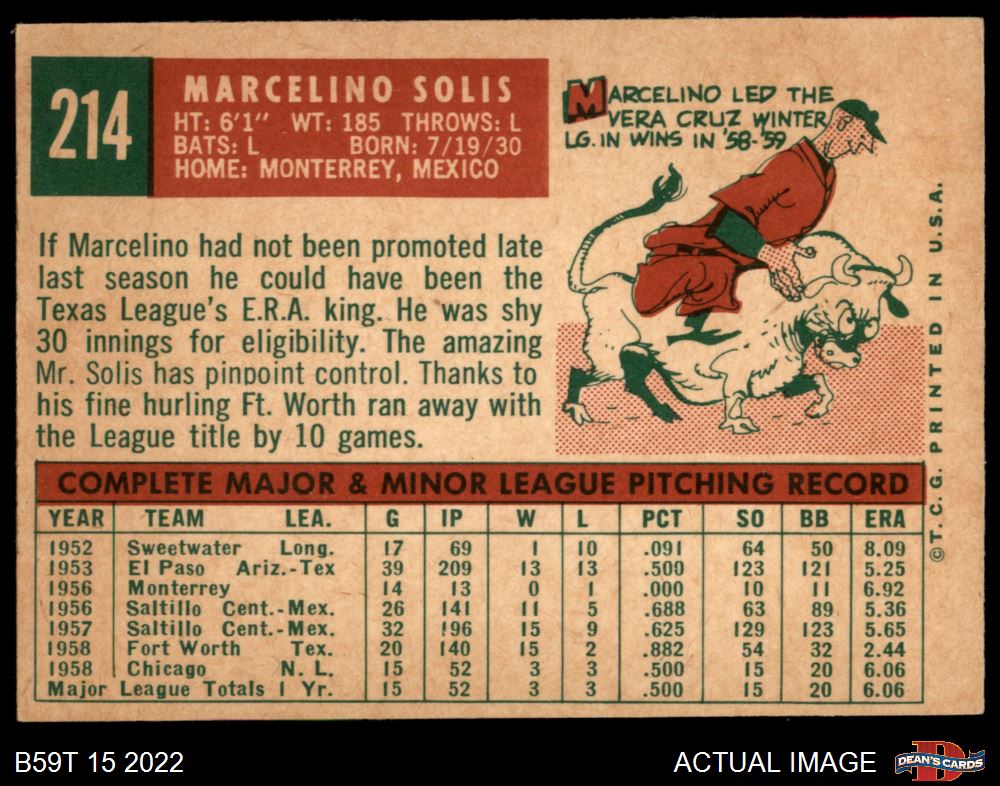 214
MARCELINO SOLIS
HT: 6'1" WT: 185 THROWS: L
BATS: L BORN: 7/19/30
HOME: MONTERREY, MEXICO
MARCELINO LED THE
VERA CRUZ WINTER
LG. IN WINS IN '58-'59
If Marcelino had not been promoted late
last season he could have been the
Texas League's E.R.A. king. He was shy
30 innings for eligibility. The amazing
Mr. Solis has pinpoint control. Thanks to
his fine hurling Ft. Worth ran away with
the League title by 10 games.
COMPLETE MAJOR & MINOR LEAGUE PITCHING RECORD
YEAR TEAM LEA. G IP W L PCT SO BB ERA
1952 Sweetwater Long. 17 69 1 10 .091 64 50 8.09
1953 El Paso Ariz.-Tex 39 209 13 13 .500 123 121 5.25
1956 Monterrey 14 13 0 1 .000 10 11 6.92
1956 Saltillo Cent.-Mex. 26 141 11 5 .688 63 89 5.36
1957 Saltillo Cent.-Mex. 32 196 15 9 .625 129 123 5.65
1958 Fort Worth Tex. 20 140 15 2 .882 54 32 2.44
1958 Chicago N. L. 15 52 3 3 .500 15 20 6.06
Major League Totals 1 Yr. 15 52 3 3 .500 15 20 6.06
©T. C. G. PRINTED IN U.S.A.
B59T 15 2022
ACTUAL IMAGE
D
DEAN'S CARDS